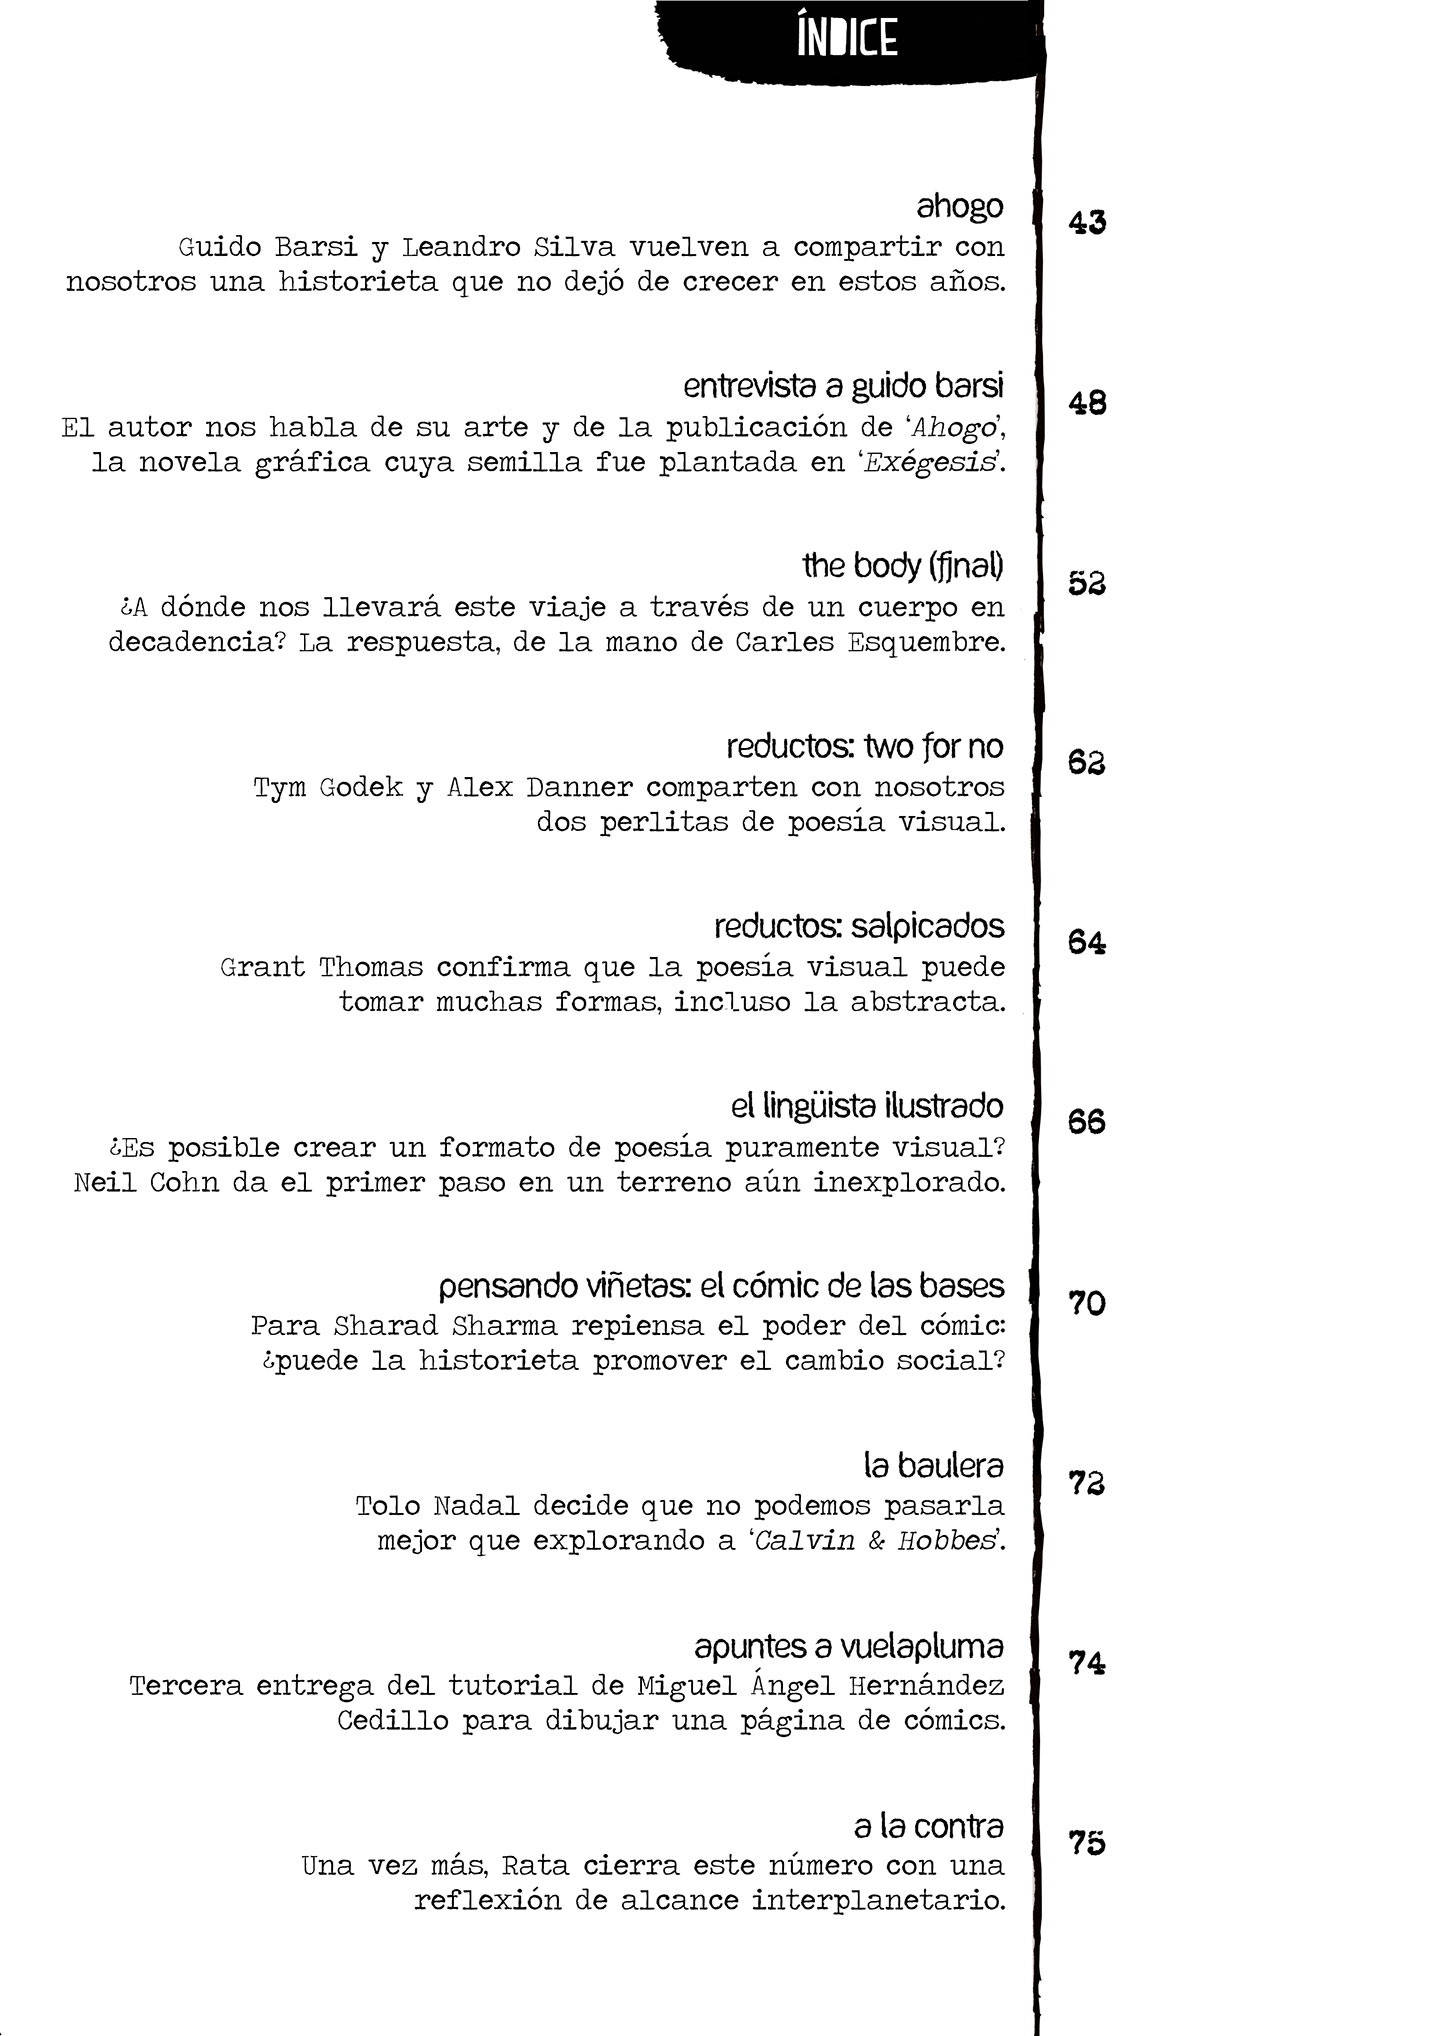 ÍNDICE
ahogo
43
Guido Barsi y Leandro Silva vuelven a compartir con
nosotros una historieta que no dejó de crecer en estos años.
entrevista a guido barsi
48
El autor nos habla de su arte y de la publicación de ‘Ahogo’,
la novela gráfica cuya semilla fue plantada en ‘Exégesis’.
the body (final)
52
¿A dónde nos llevará este viaje a través de un cuerpo en
decadencia? La respuesta, de la mano de Carles Esquembre.
reductos: two for no
62
Tym Godek y Alex Danner comparten con nosotros
dos perlitas de poesía visual.
reductos: salpicados
64
Grant Thomas confirma que la poesía visual puede
tomar muchas formas, incluso la abstracta.
el lingüista ilustrado
66
¿Es posible crear un formato de poesía puramente visual?
Neil Cohn da el primer paso en un terreno aún inexplorado.
pensando viñetas: el cómic de las bases
70
Para Sharad Sharma repiensa el poder del cómic:
¿puede la historieta promover el cambio social?
la baulera
72
Tolo Nadal decide que no podemos pasarla
mejor que explorando a ‘Calvin & Hobbes’.
apuntes a vuelapluma
74
Tercera entrega del tutorial de Miguel Ángel Hernández
Cedillo para dibujar una página de cómics.
a la contra
75
Una vez más, Rata cierra este número con una
reflexión de alcance interplanetario.